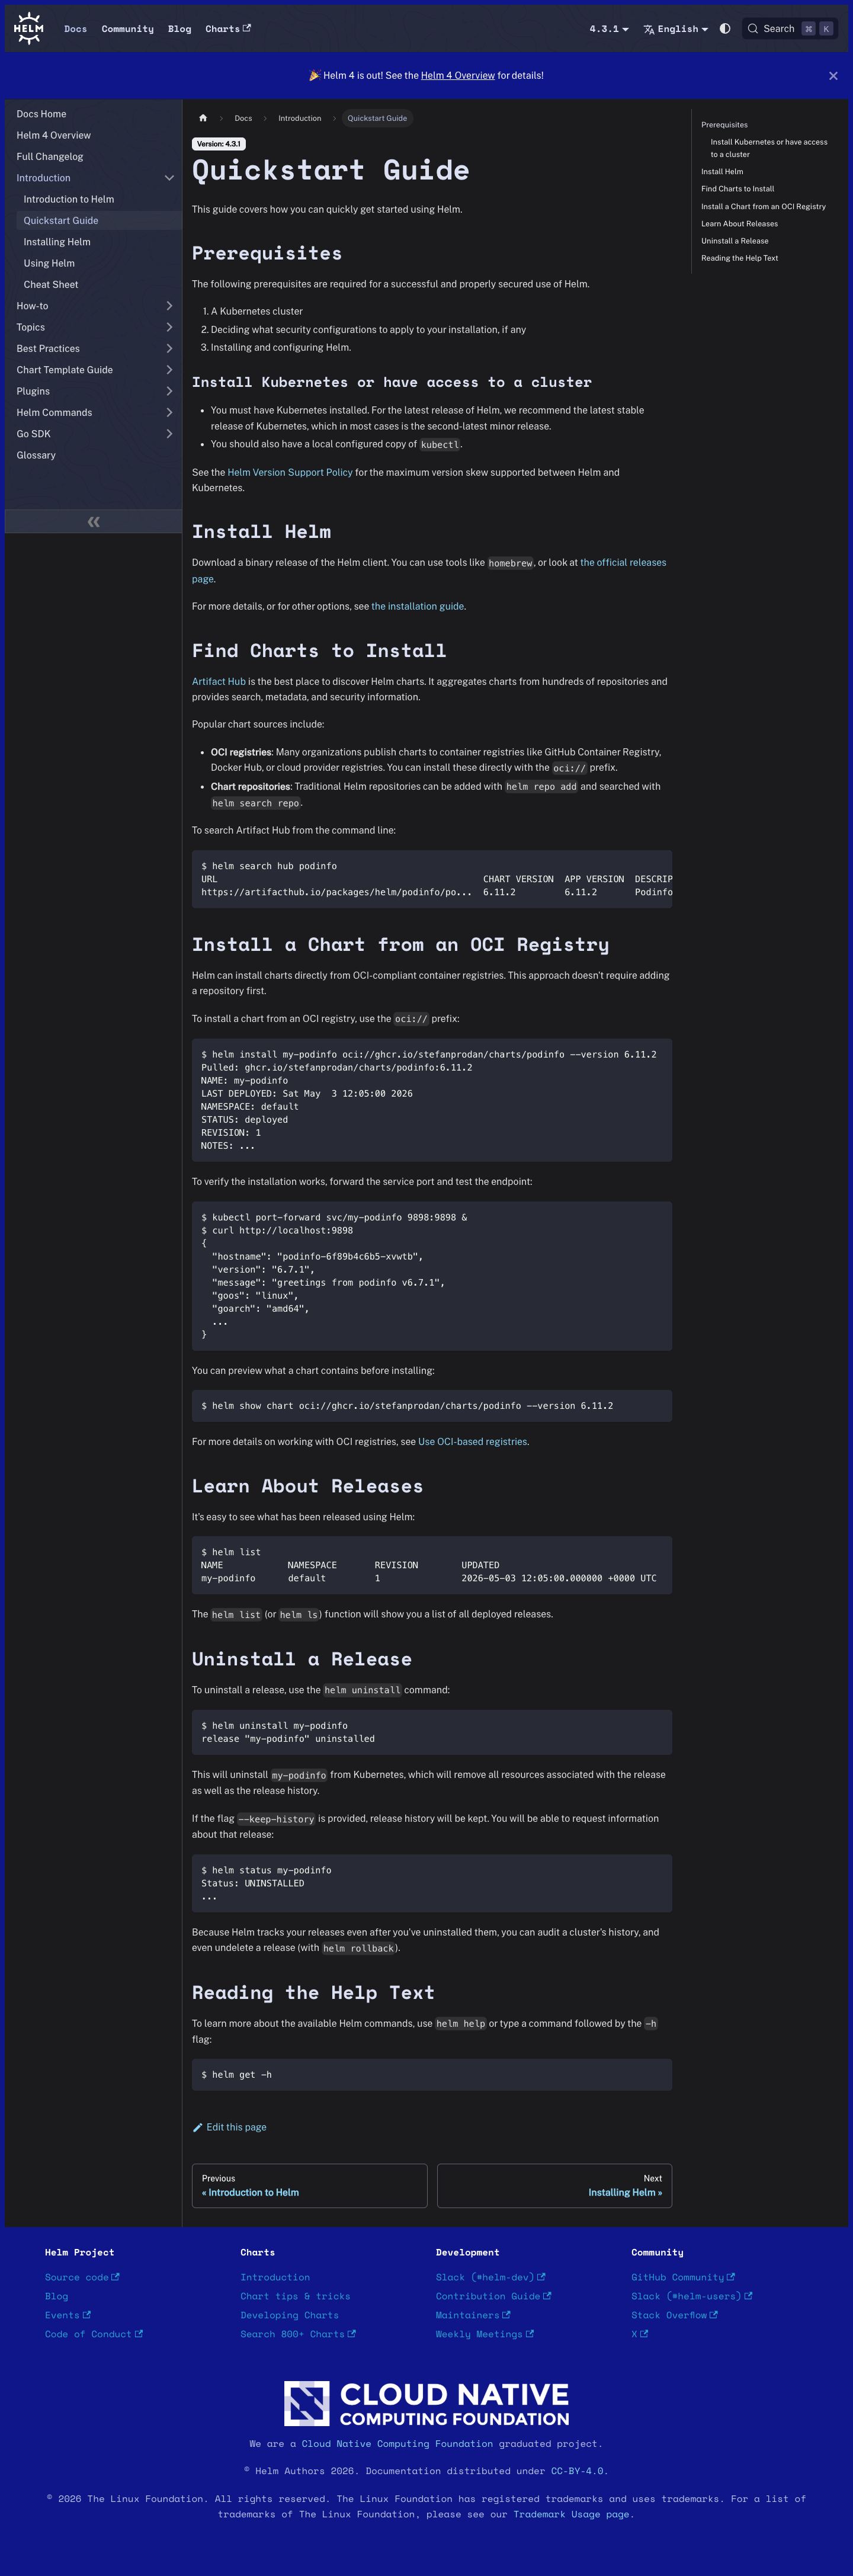 HELM
Docs
Community
Blog
Charts
4.3.1
English
Search
⌘
K
🎉 Helm 4 is out! See the Helm 4 Overview for details!
Docs Home
Helm 4 Overview
Full Changelog
Introduction
Introduction to Helm
Quickstart Guide
Installing Helm
Using Helm
Cheat Sheet
How-to
Topics
Best Practices
Chart Template Guide
Plugins
Helm Commands
Go SDK
Glossary
Docs
Introduction
Quickstart Guide
Version: 4.3.1
Quickstart Guide
This guide covers how you can quickly get started using Helm.
Prerequisites
The following prerequisites are required for a successful and properly secured use of Helm.
1. A Kubernetes cluster
2. Deciding what security configurations to apply to your installation, if any
3. Installing and configuring Helm.
Install Kubernetes or have access to a cluster
• You must have Kubernetes installed. For the latest release of Helm, we recommend the latest stable
release of Kubernetes, which in most cases is the second-latest minor release.
• You should also have a local configured copy of kubectl.
See the Helm Version Support Policy for the maximum version skew supported between Helm and
Kubernetes.
Install Helm
Download a binary release of the Helm client. You can use tools like homebrew, or look at the official releases
page.
For more details, or for other options, see the installation guide.
Find Charts to Install
Artifact Hub is the best place to discover Helm charts. It aggregates charts from hundreds of repositories and
provides search, metadata, and security information.
Popular chart sources include:
• OCI registries: Many organizations publish charts to container registries like GitHub Container Registry,
Docker Hub, or cloud provider registries. You can install these directly with the oci:// prefix.
• Chart repositories: Traditional Helm repositories can be added with helm repo add and searched with
helm search repo.
To search Artifact Hub from the command line:
$ helm search hub podinfo
URL CHART VERSION APP VERSION DESCRIP
https://artifacthub.io/packages/helm/podinfo/po... 6.11.2 6.11.2 Podinfo
Install a Chart from an OCI Registry
Helm can install charts directly from OCI-compliant container registries. This approach doesn't require adding
a repository first.
To install a chart from an OCI registry, use the oci:// prefix:
$ helm install my-podinfo oci://ghcr.io/stefanprodan/charts/podinfo --version 6.11.2
Pulled: ghcr.io/stefanprodan/charts/podinfo:6.11.2
NAME: my-podinfo
LAST DEPLOYED: Sat May  3 12:05:00 2026
NAMESPACE: default
STATUS: deployed
REVISION: 1
NOTES: ...
To verify the installation works, forward the service port and test the endpoint:
$ kubectl port-forward svc/my-podinfo 9898:9898 &
$ curl http://localhost:9898
{
"hostname": "podinfo-6f89b4c6b5-xvwtb",
"version": "6.7.1",
"message": "greetings from podinfo v6.7.1",
"goos": "linux",
"goarch": "amd64",
...
}
You can preview what a chart contains before installing:
$ helm show chart oci://ghcr.io/stefanprodan/charts/podinfo --version 6.11.2
For more details on working with OCI registries, see Use OCI-based registries.
Learn About Releases
It's easy to see what has been released using Helm:
$ helm list
NAME NAMESPACE REVISION UPDATED
my-podinfo default 1 2026-05-03 12:05:00.000000 +0000 UTC
The helm list (or helm ls) function will show you a list of all deployed releases.
Uninstall a Release
To uninstall a release, use the helm uninstall command:
$ helm uninstall my-podinfo
release "my-podinfo" uninstalled
This will uninstall my-podinfo from Kubernetes, which will remove all resources associated with the release
as well as the release history.
If the flag --keep-history is provided, release history will be kept. You will be able to request information
about that release:
$ helm status my-podinfo
Status: UNINSTALLED
...
Because Helm tracks your releases even after you've uninstalled them, you can audit a cluster's history, and
even undelete a release (with helm rollback).
Reading the Help Text
To learn more about the available Helm commands, use helm help or type a command followed by the -h
flag:
$ helm get -h
Edit this page
Previous
« Introduction to Helm
Next
Installing Helm »
Prerequisites
Install Kubernetes or have access
to a cluster
Install Helm
Find Charts to Install
Install a Chart from an OCI Registry
Learn About Releases
Uninstall a Release
Reading the Help Text
Helm Project
Source code
Blog
Events
Code of Conduct
Charts
Introduction
Chart tips & tricks
Developing Charts
Search 800+ Charts
Development
Slack (#helm-dev)
Contribution Guide
Maintainers
Weekly Meetings
Community
GitHub Community
Slack (#helm-users)
Stack Overflow
X
CLOUD NATIVE
COMPUTING FOUNDATION
We are a Cloud Native Computing Foundation graduated project.
© Helm Authors 2026. Documentation distributed under CC-BY-4.0.
© 2026 The Linux Foundation. All rights reserved. The Linux Foundation has registered trademarks and uses trademarks. For a list of
trademarks of The Linux Foundation, please see our Trademark Usage page.